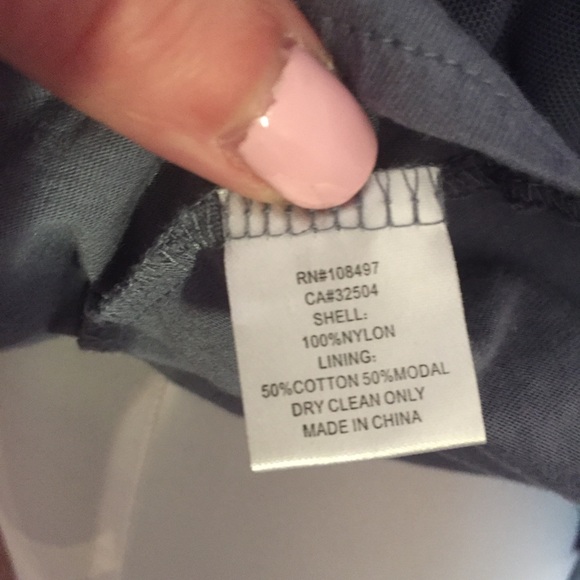 RN#108497
CA#32504
SHELL:
100%NYLON
LINING:
50%COTTON 50%MODAL
DRY CLEAN ONLY
MADE IN CHINA